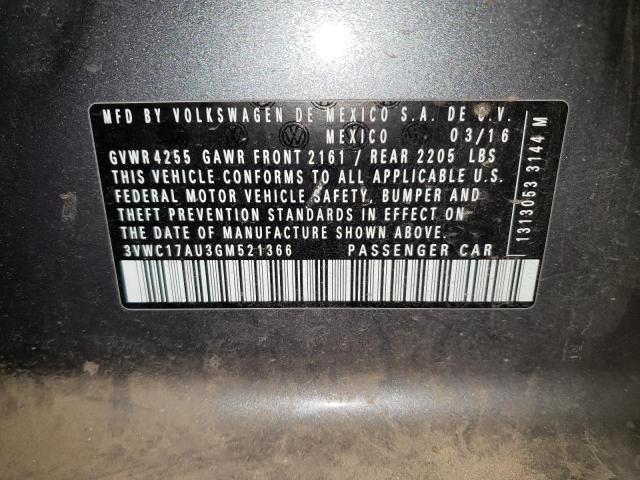 MFD BY VOLKSWAGEN DE MEXICO S.A. DE C.V.
MEXICO 03/16
GVWR 4255 GAWR FRONT 2161 / REAR 2205 LBS
THIS VEHICLE CONFORMS TO ALL APPLICABLE U.S.
FEDERAL MOTOR VEHICLE SAFETY, BUMPER AND
THEFT PREVENTION STANDARDS IN EFFECT ON
THE DATE OF MANUFACTURE SHOWN ABOVE.
3VWC17AU3GM521366 PASSENGER CAR
1313053 3144 M